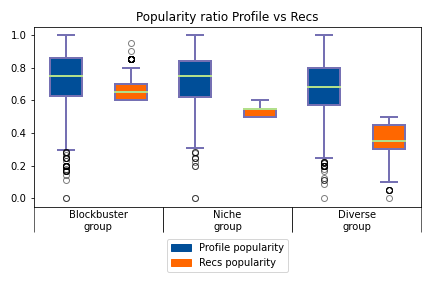 Popularity ratio Profile vs Recs
1.0
0.8
0.6
0.4
0.2
0.0
Blockbuster
group
Niche
group
Diverse
group
Profile popularity
Recs popularity